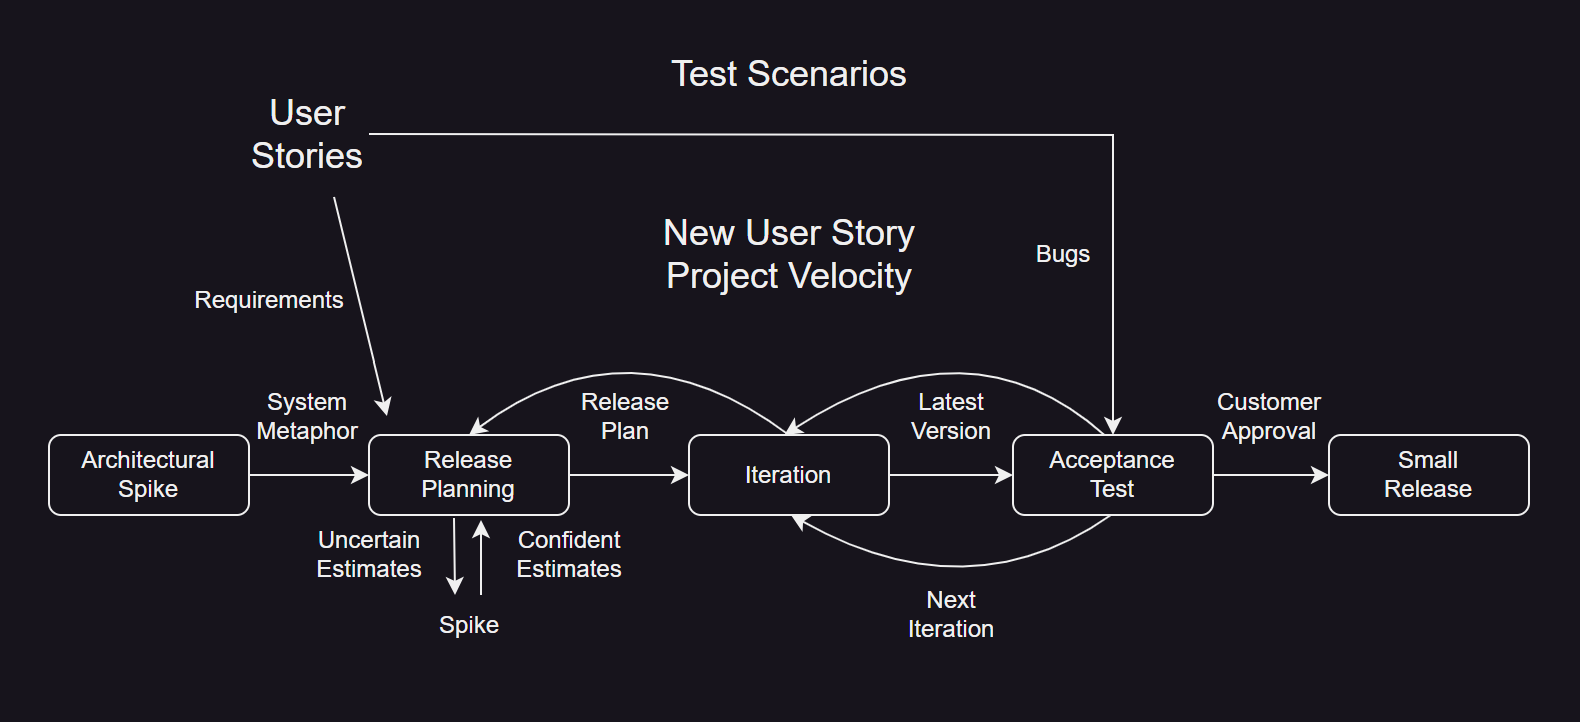 Test Scenarios
User
Stories
New User Story
Project Velocity
Bugs
Requirements
System
Metaphor
Release
Plan
Latest
Version
Customer
Approval
Architectural
Spike
Release
Planning
Iteration
Acceptance
Test
Small
Release
Uncertain
Estimates
Confident
Estimates
Spike
Next
Iteration